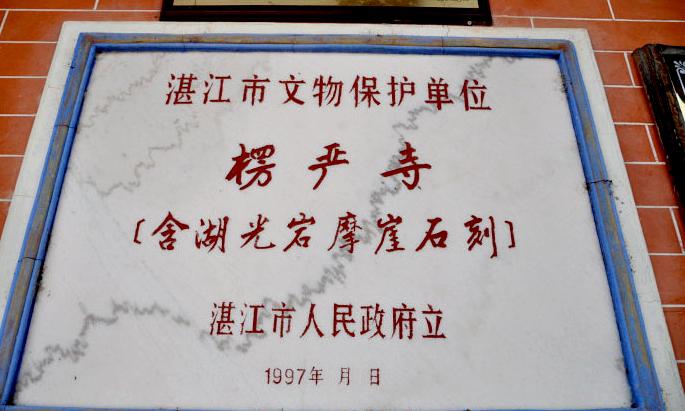 湛江市文物保护单位
楞严寺
〔含湖光岩摩崖石刻〕
湛江市人民政府立
1997年 月 日